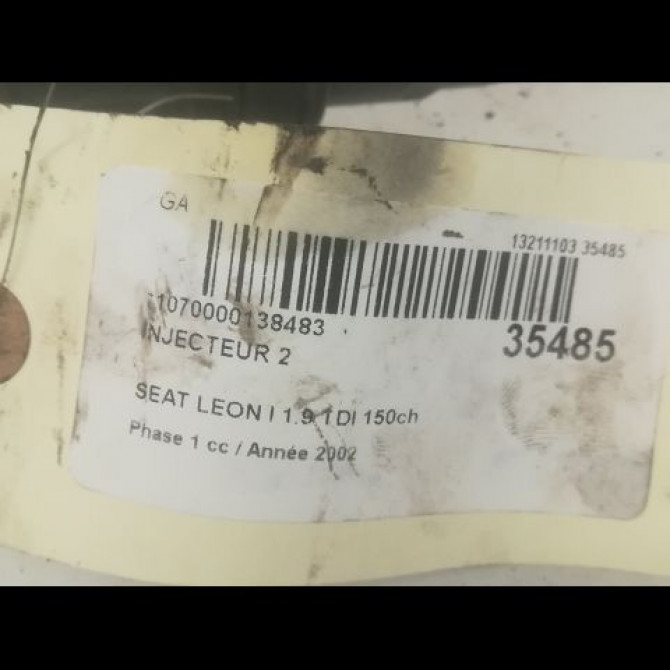 GA
13211103 35485
-1070000138483
35485
INJECTEUR 2
SEAT LEON I 1.9 TDI 150ch
Phase 1 cc / Année 2002